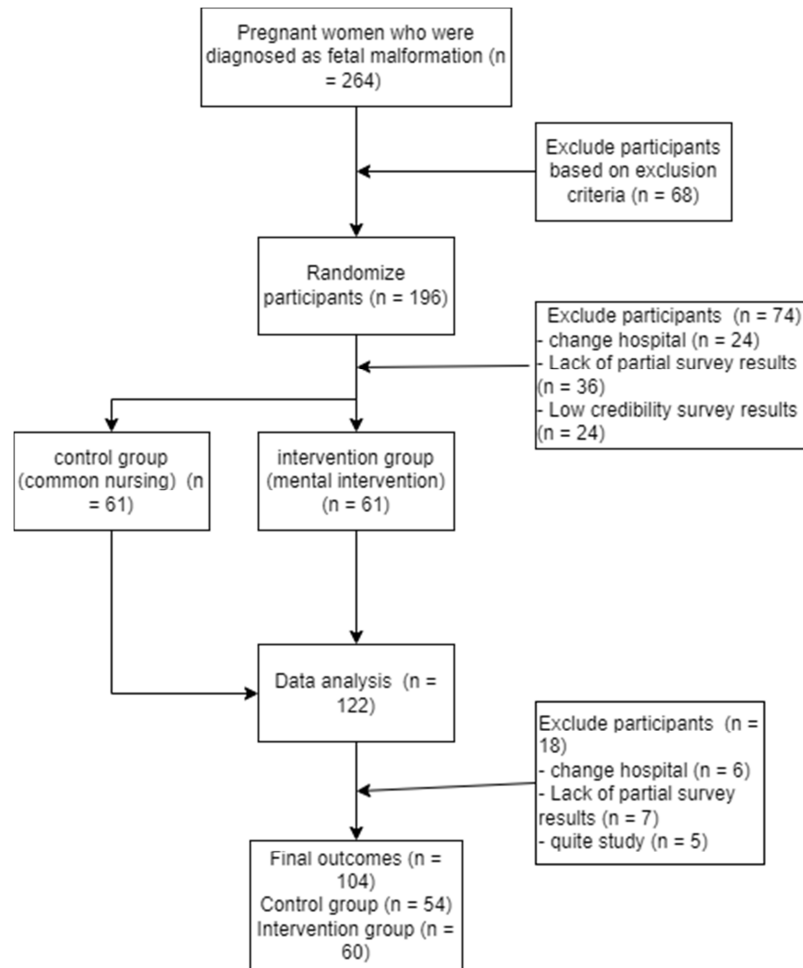 Pregnant women who were
diagnosed as fetal malformation (n
= 264)
Exclude participants
based on exclusion
criteria (n = 68)
Randomize
participants (n = 196)
Exclude participants (n = 74)
- change hospital (n = 24)
- Lack of partial survey results
(n = 36)
- Low credibility survey results
(n = 24)
control group
(common nursing) (n
= 61)
intervention group
(mental intervention)
(n = 61)
Data analysis (n =
122)
Exclude participants (n =
18)
- change hospital (n = 6)
- Lack of partial survey
results (n = 7)
- quite study (n = 5)
Final outcomes (n =
104)
Control group (n = 54)
Intervention group (n =
60)